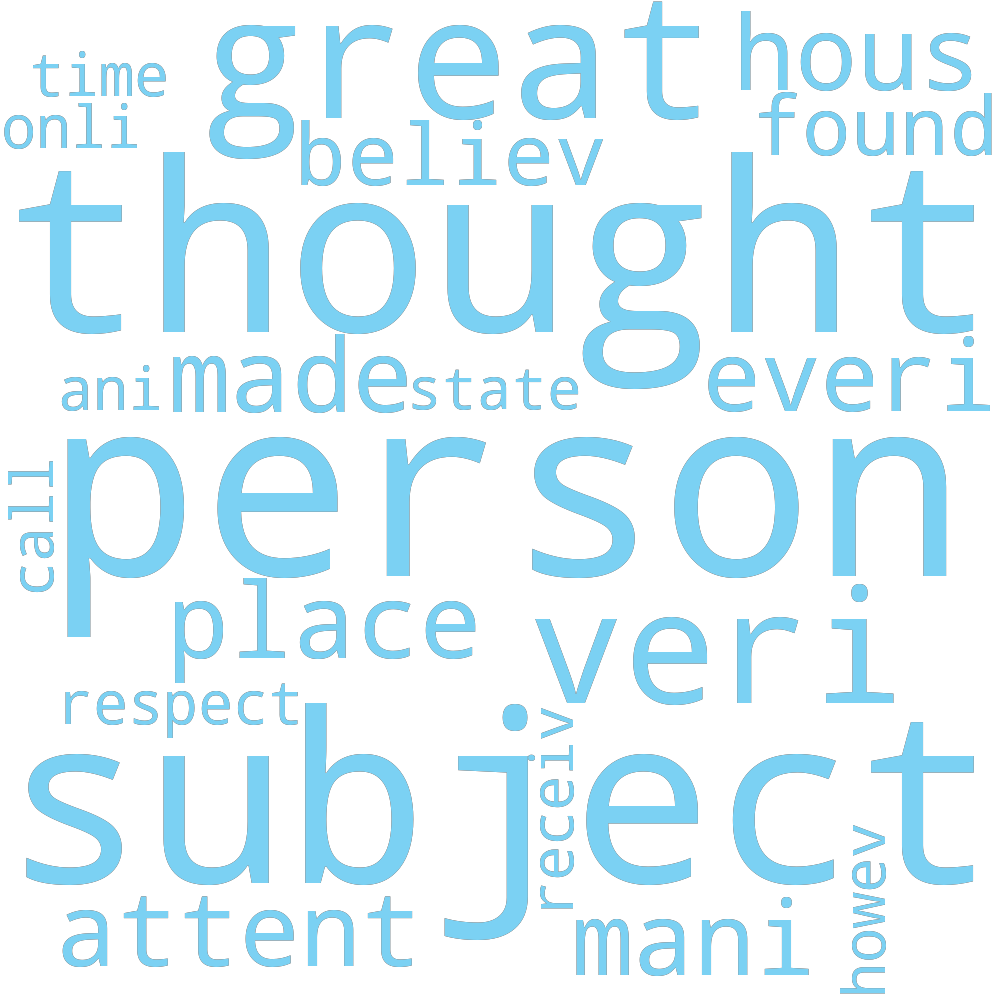 great
hous
time
found
onli
believ
thought
made
everi
ani
state
person
call
place
veri
respect
subject
receiv
howev
attent
mani